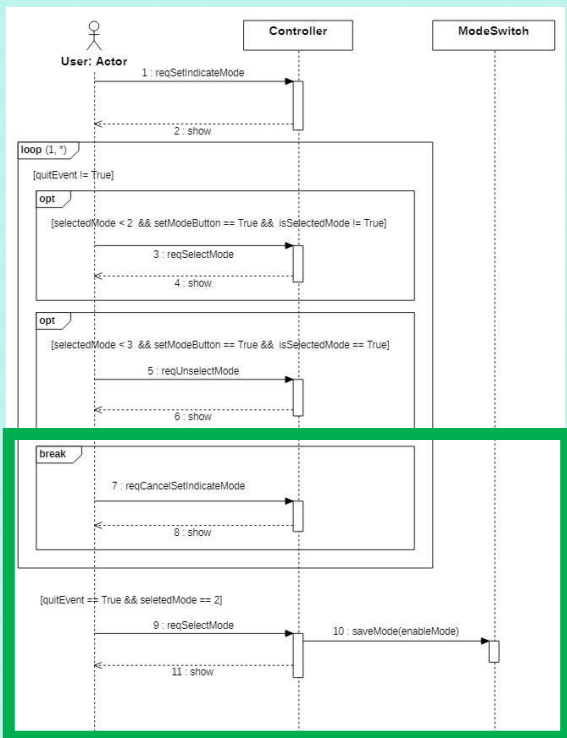 Controller
ModeSwitch
User: Actor
1 : reqSetIndicateMode
2 : show
loop (1, *)
[quitEvent != True]
opt
[selectedMode < 2 && setModeButton == True && isSelectedMode != True]
3 : reqSelectMode
4 : show
opt
[selectedMode < 3 && setModeButton == True && isSelectedMode == True]
5 : reqUnselectMode
6 : show
break
7 : reqCancelSetIndicateMode
8 : show
[quitEvent == True && seletedMode == 2]
9 : reqSelectMode
10 : saveMode(enableMode)
11 : show